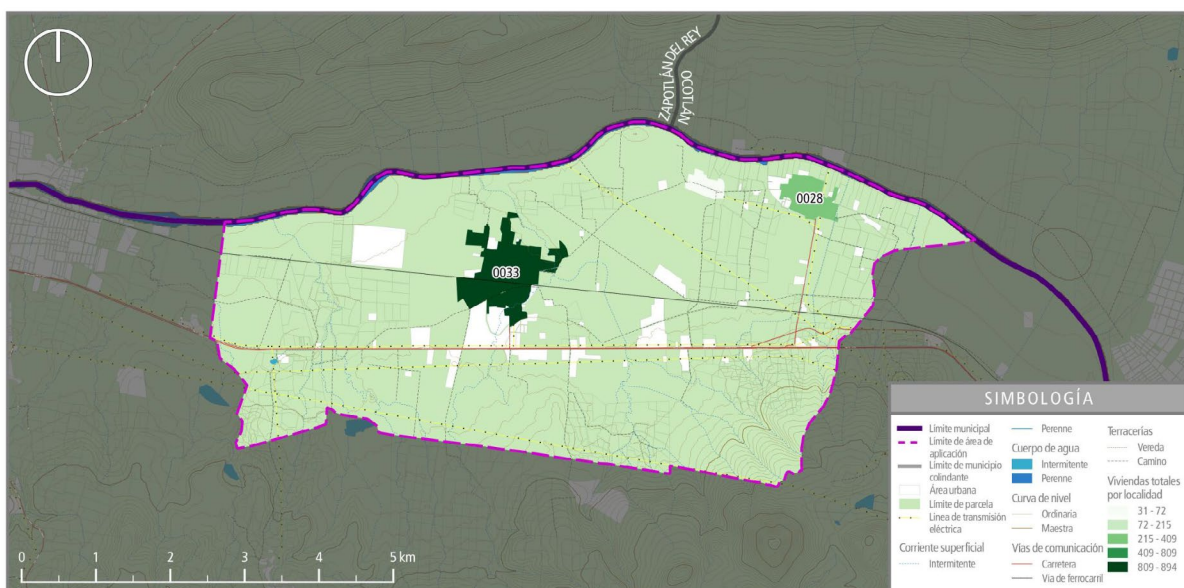 ZAPOTLÁN DEL REY
OCOTLÁN
0028
0033
0 1 2 3 4 5 km
SIMBOLOGÍA
Límite municipal
Límite de área de
aplicación
Límite de municipio
colindante
Área urbana
Límite de parcela
Línea de transmisión
eléctrica
Corriente superficial
Intermitente
Perenne
Cuerpo de agua
Intermitente
Perenne
Curva de nivel
Ordinaria
Maestra
Vías de comunicación
Carretera
Vía de ferrocarril
Terracerías
Vereda
Camino
Viviendas totales
por localidad
31 - 72
72 - 215
215 - 409
409 - 809
809 - 894